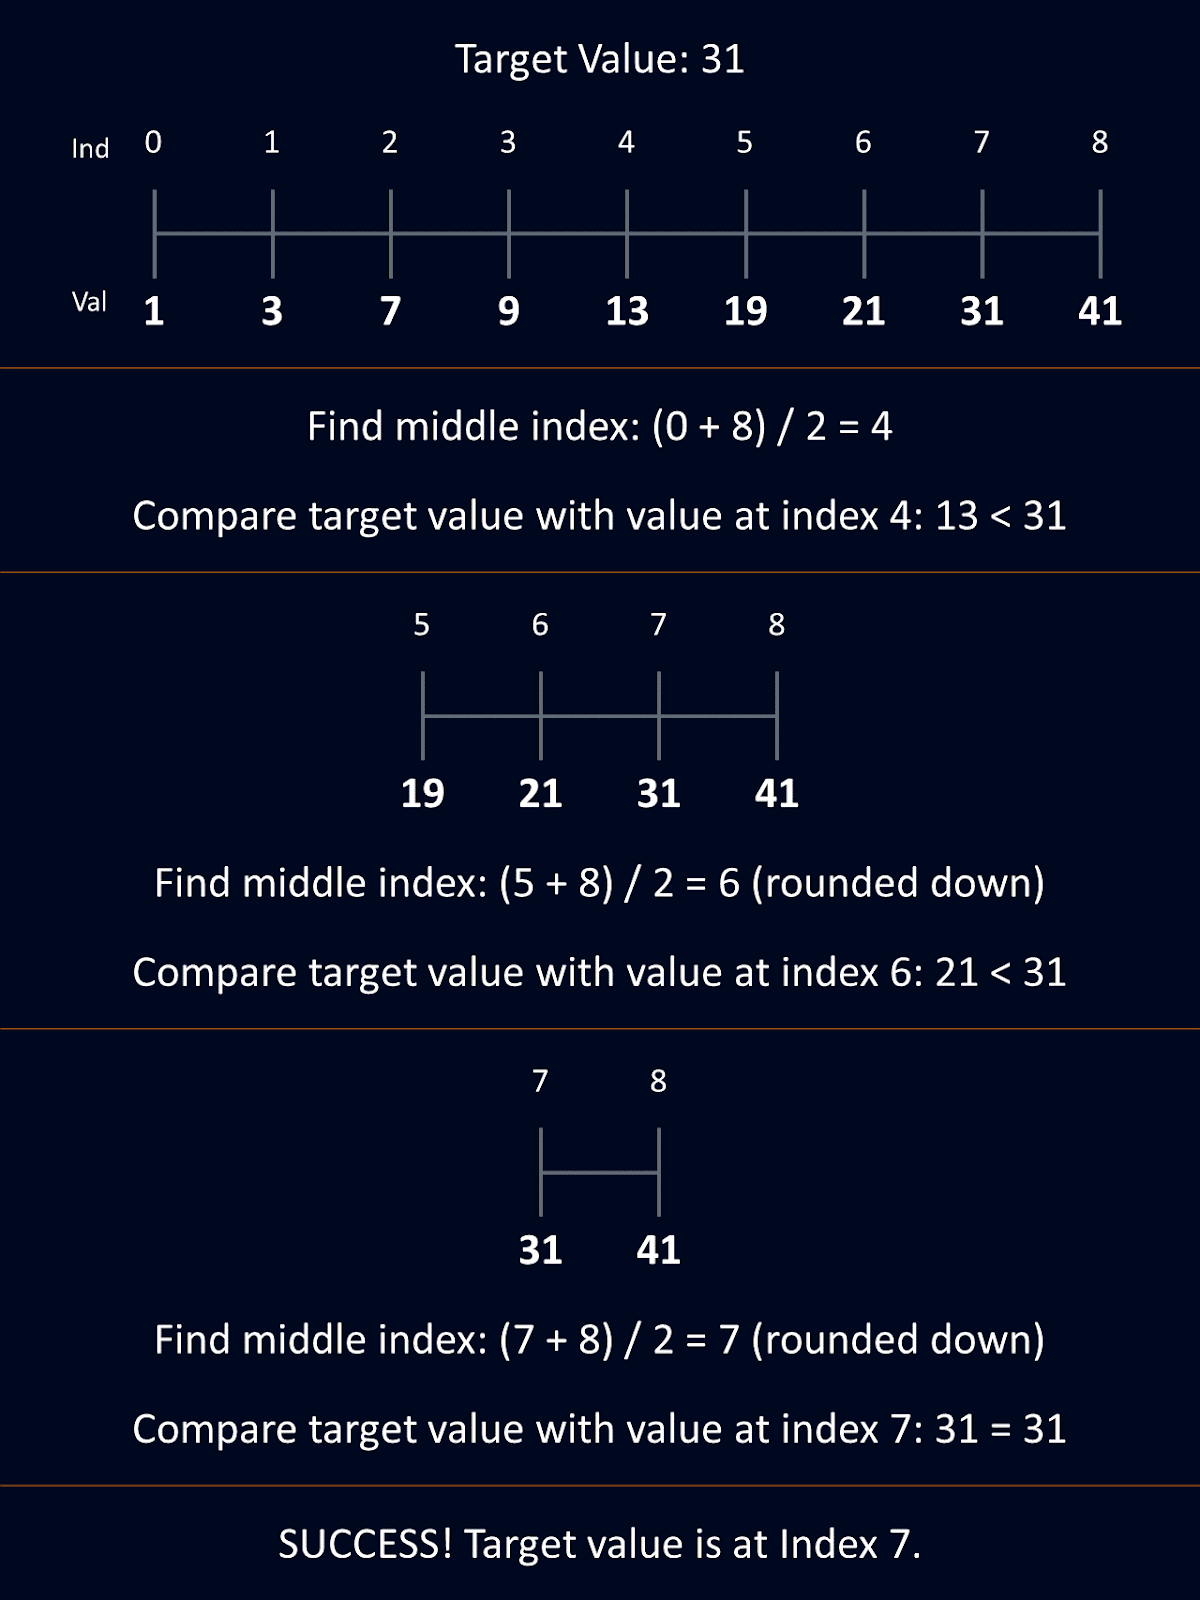 Target Value: 31
Ind 0 1 2 3 4 5 6 7 8
Val 1 3 7 9 13 19 21 31 41
Find middle index: (0 + 8) / 2 = 4
Compare target value with value at index 4: 13 < 31
5 6 7 8
19 21 31 41
Find middle index: (5 + 8) / 2 = 6 (rounded down)
Compare target value with value at index 6: 21 < 31
7 8
31 41
Find middle index: (7 + 8) / 2 = 7 (rounded down)
Compare target value with value at index 7: 31 = 31
SUCCESS! Target value is at Index 7.